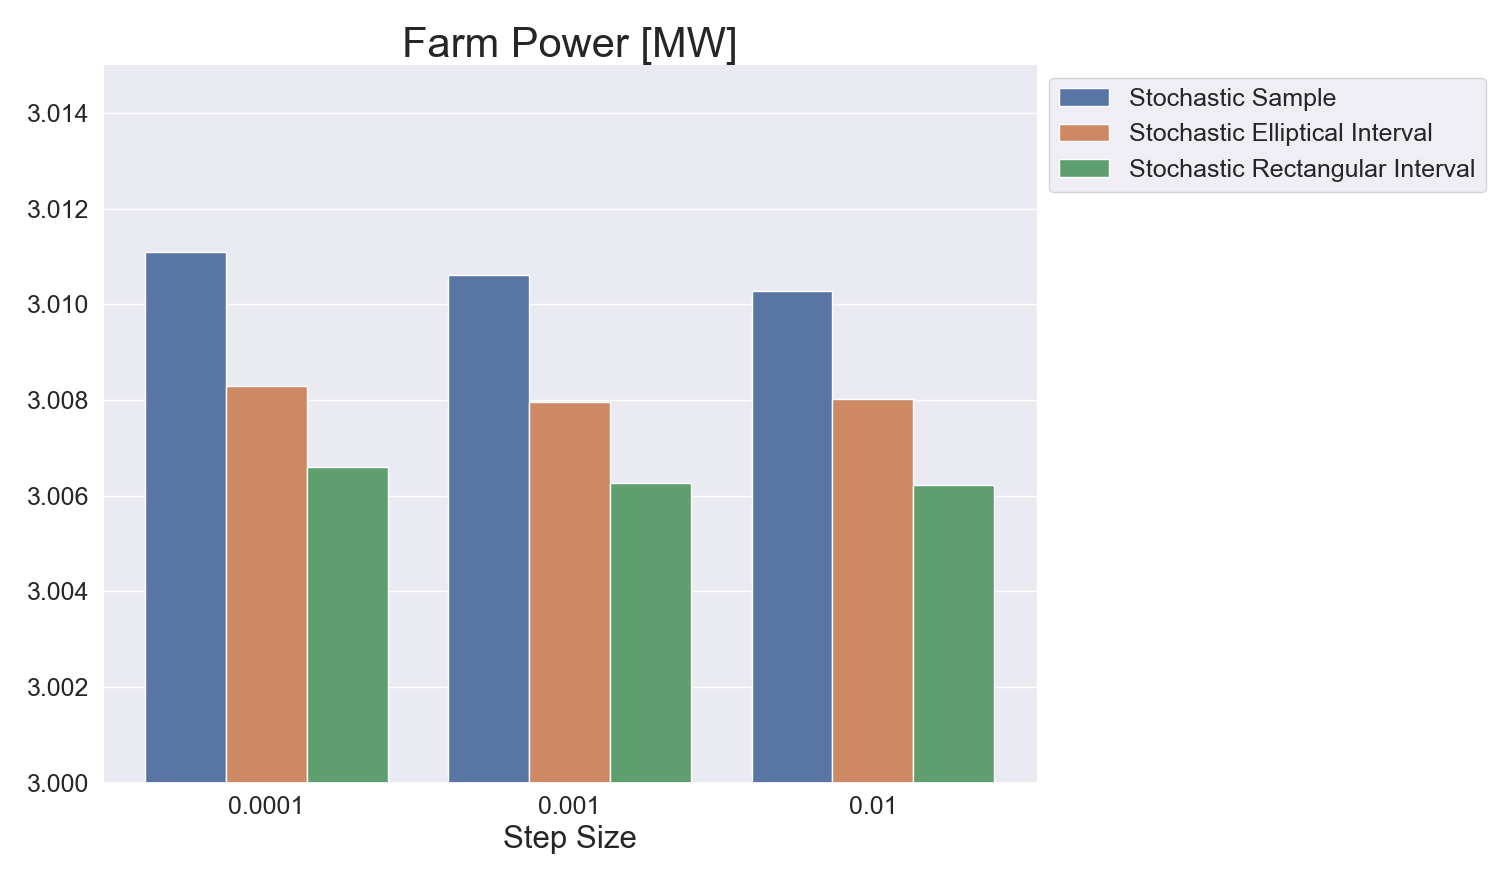 Farm Power [MW]
3.014
3.012
3.010
3.008
3.006
3.004
3.002
3.000
0.0001 0.001 0.01
Step Size
Stochastic Sample
Stochastic Elliptical Interval
Stochastic Rectangular Interval